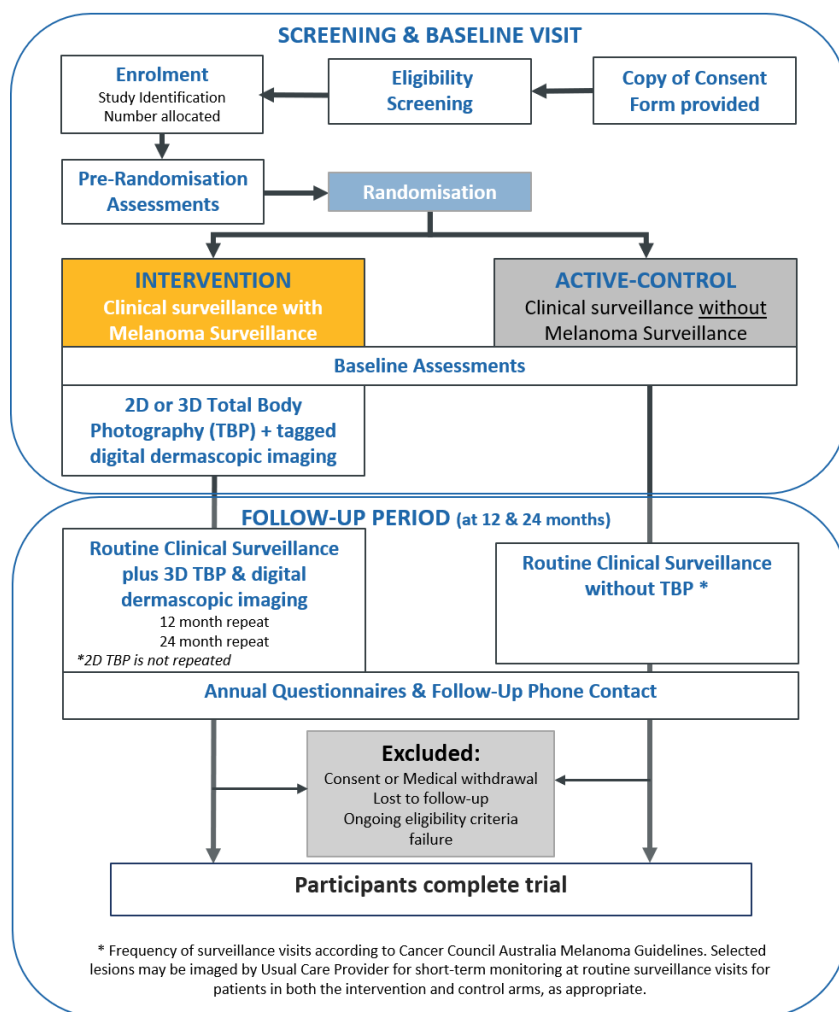 SCREENING & BASELINE VISIT
Enrolment
Study Identification
Number allocated
Eligibility
Screening
Copy of Consent
Form provided
Pre-Randomisation
Assessments
Randomisation
INTERVENTION
Clinical surveillance with
Melanoma Surveillance
ACTIVE-CONTROL
Clinical surveillance without
Melanoma Surveillance
Baseline Assessments
2D or 3D Total Body
Photography (TBP) + tagged
digital dermascopic imaging
FOLLOW-UP PERIOD (at 12 & 24 months)
Routine Clinical Surveillance
plus 3D TBP & digital
dermascopic imaging
12 month repeat
24 month repeat
*2D TBP is not repeated
Routine Clinical Surveillance
without TBP *
Annual Questionnaires & Follow-Up Phone Contact
Excluded:
Consent or Medical withdrawal
Lost to follow-up
Ongoing eligibility criteria
failure
Participants complete trial
* Frequency of surveillance visits according to Cancer Council Australia Melanoma Guidelines. Selected
lesions may be imaged by Usual Care Provider for short-term monitoring at routine surveillance visits for
patients in both the intervention and control arms, as appropriate.